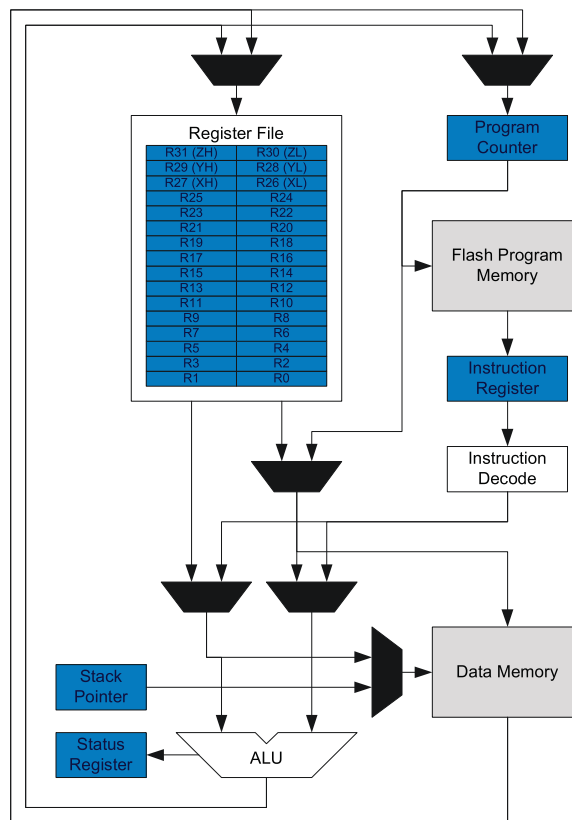 Register File
R31 (ZH) R30 (ZL)
R29 (YH) R28 (YL)
R27 (XH) R26 (XL)
R25 R24
R23 R22
R21 R20
R19 R18
R17 R16
R15 R14
R13 R12
R11 R10
R9 R8
R7 R6
R5 R4
R3 R2
R1 R0
Program
Counter
Flash Program
Memory
Instruction
Register
Instruction
Decode
Data Memory
Stack
Pointer
Status
Register
ALU